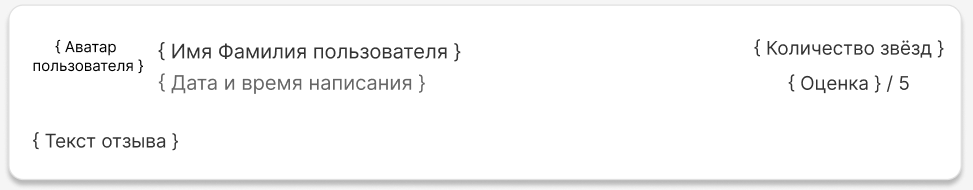 { Аватар
пользователя }
{ Имя Фамилия пользователя }
{ Дата и время написания }
{ Количество звёзд }
{ Оценка } / 5
{ Текст отзыва }